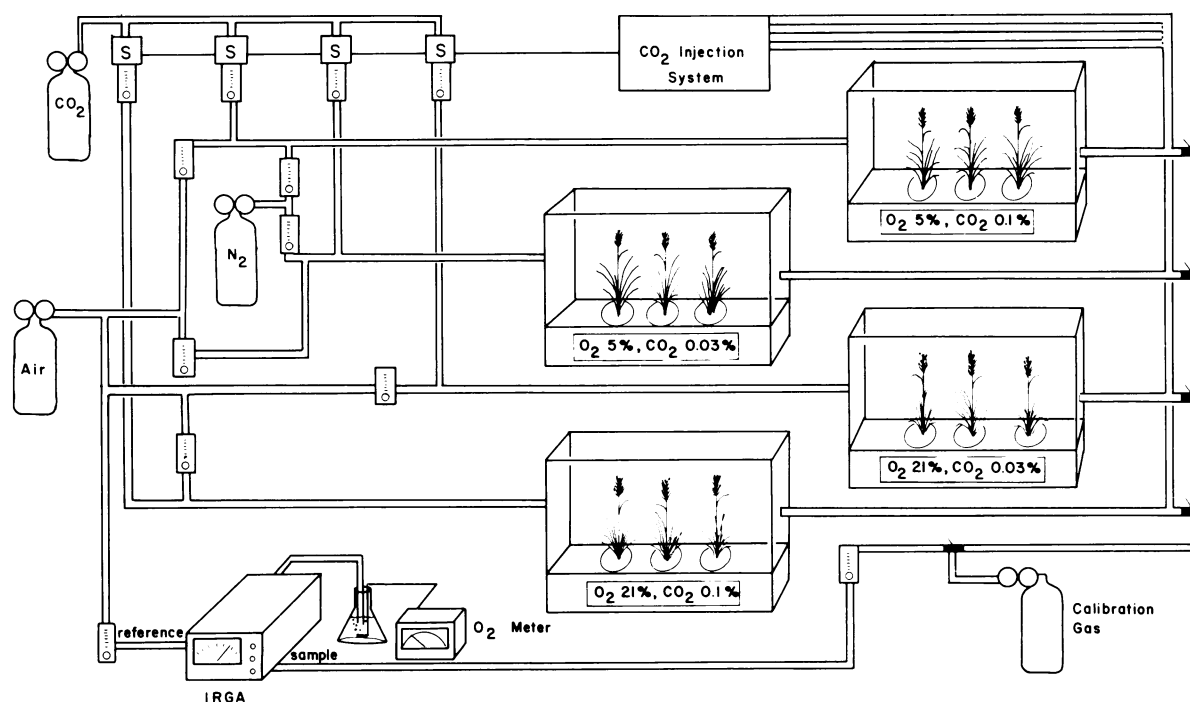 S
S
S
S
CO2 Injection
System
CO2
O2 5%, CO2 0.1%
N2
O2 5%, CO2 0.03%
Air
O2 21%, CO2 0.03%
O2 21%, CO2 0.1%
reference
sample
O2 Meter
Calibration
Gas
IRGA